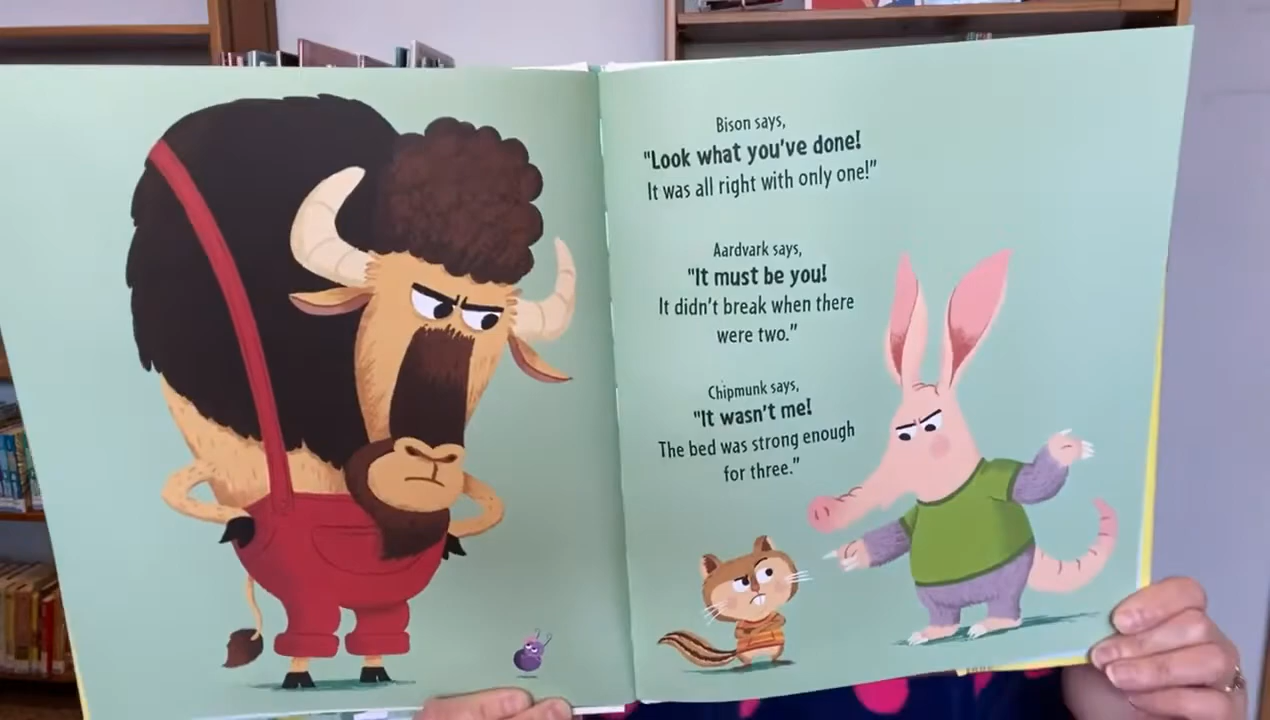 Bison says,
"Look what you've done!
It was all right with only one!"
Aardvark says,
"It must be you!
It didn't break when there
were two."
Chipmunk says,
"It wasn't me!
The bed was strong enough
for three."